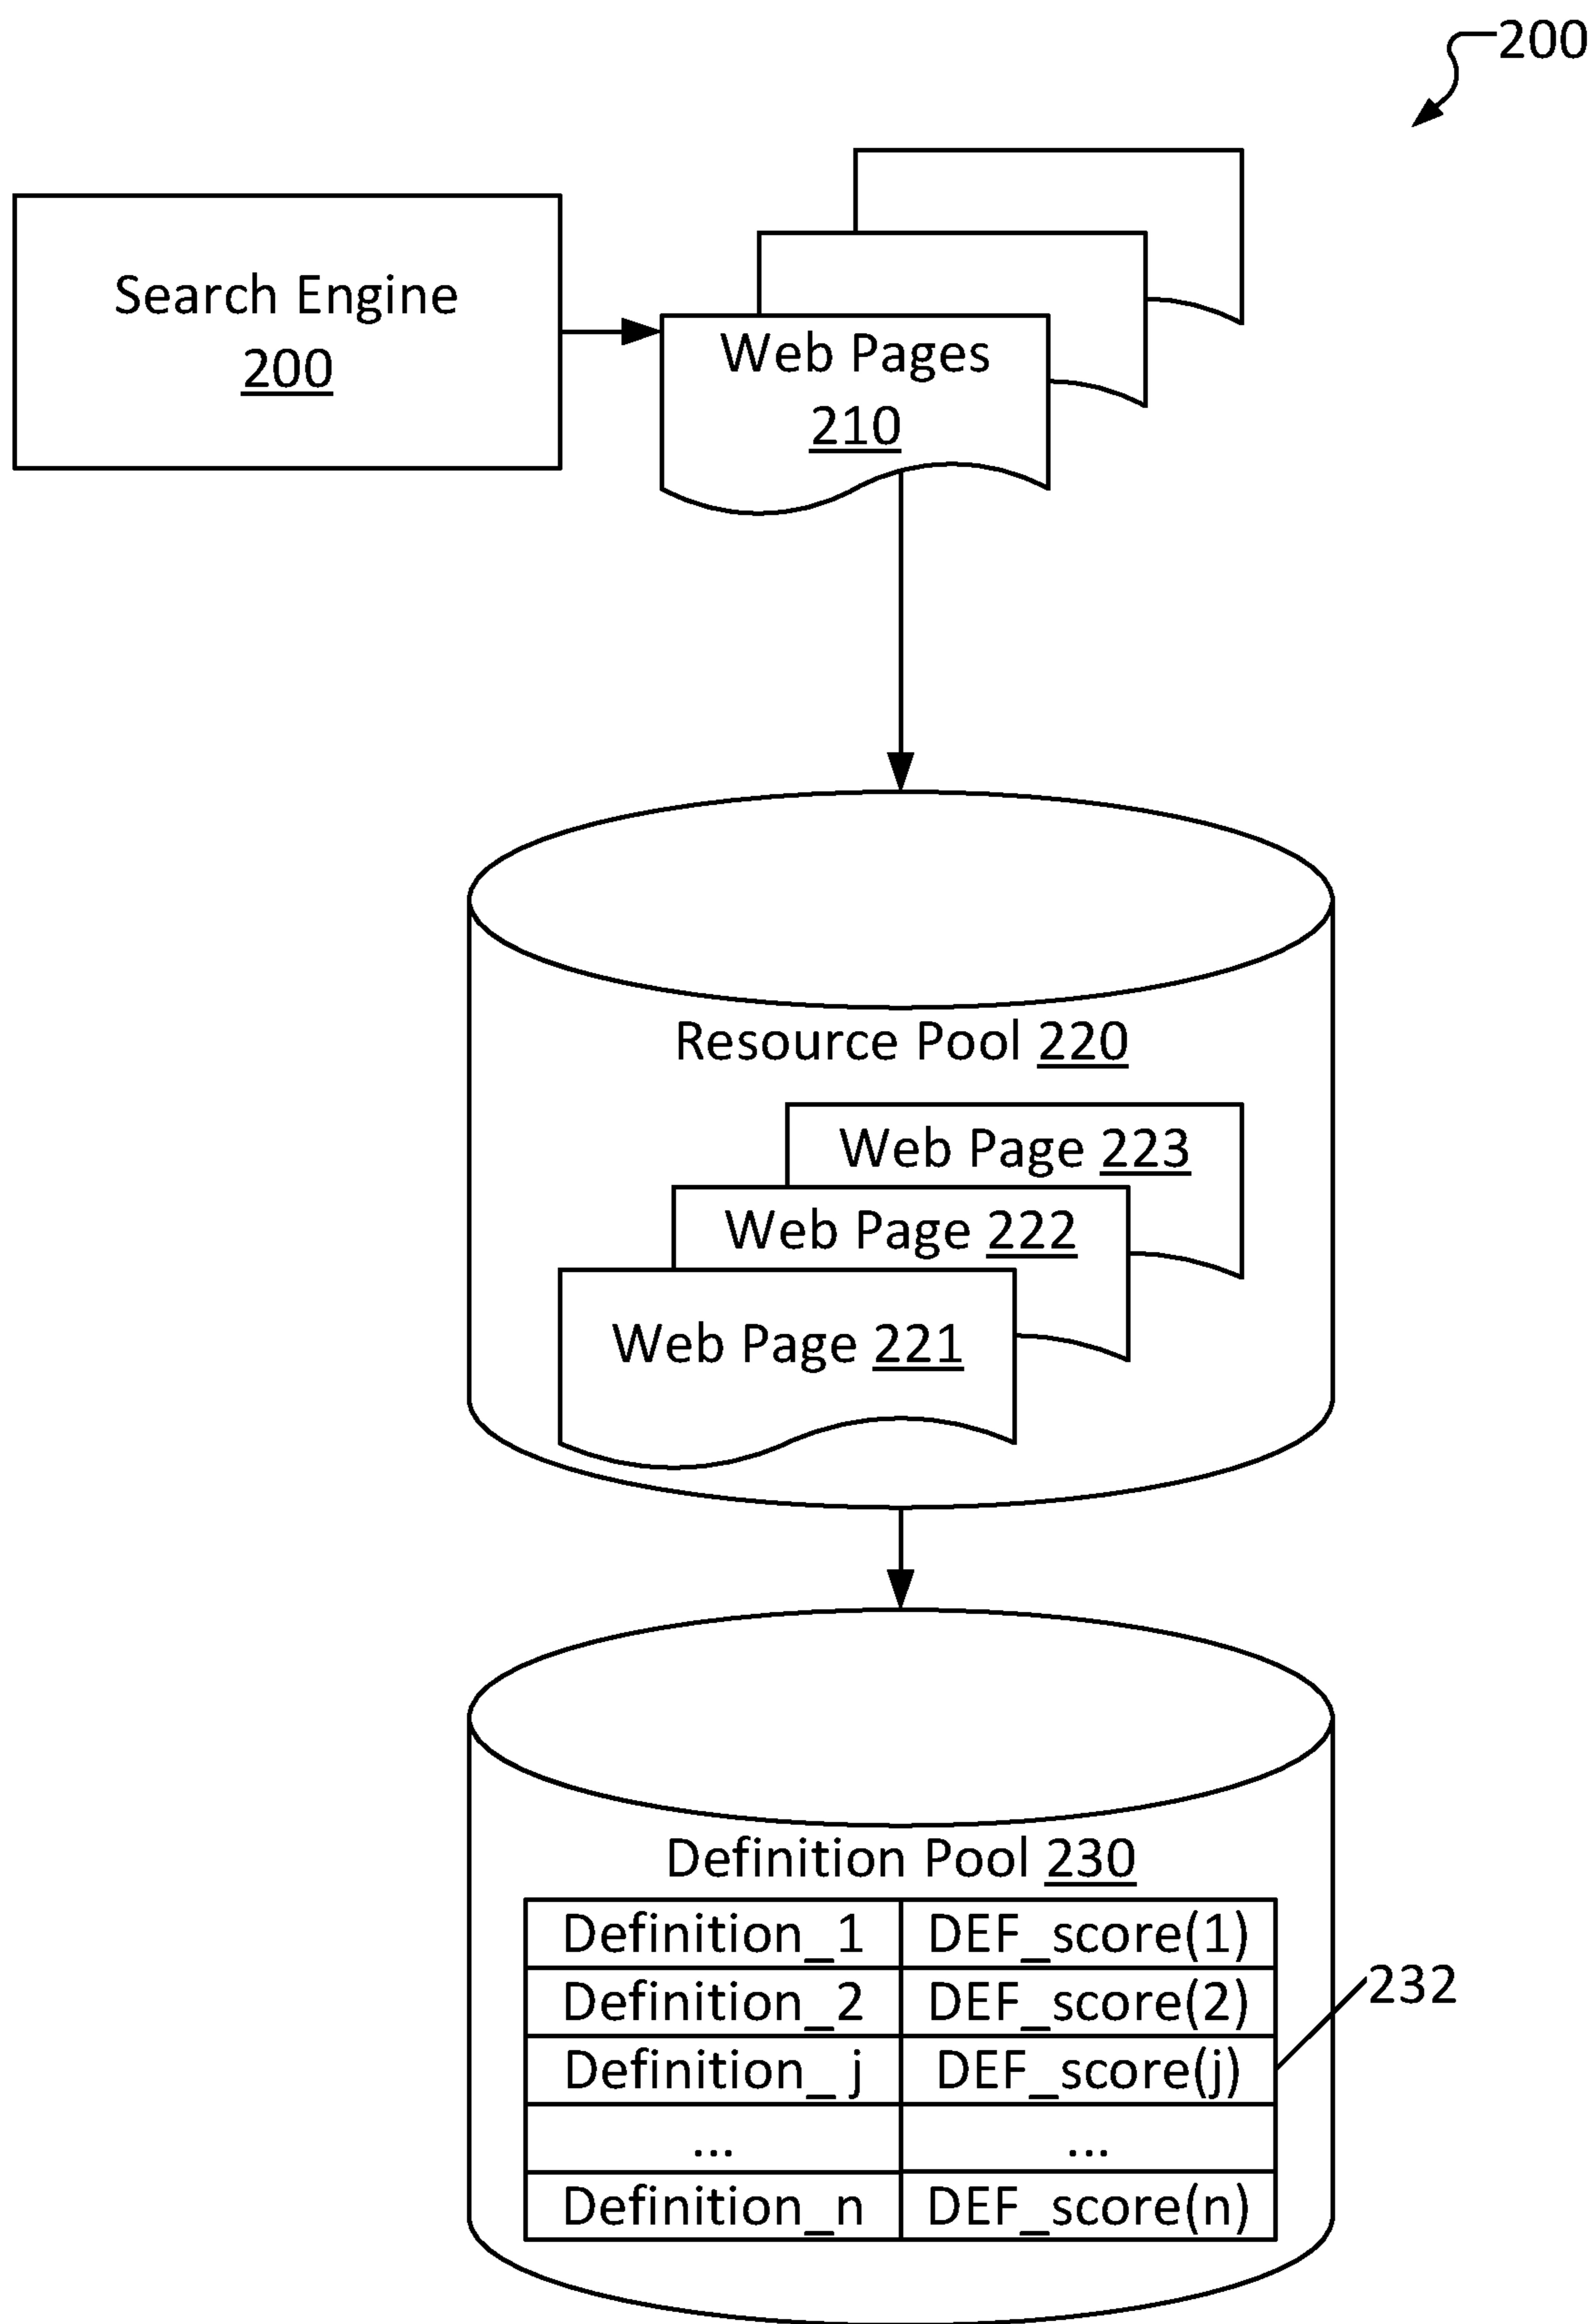 200
Search Engine
200
Web Pages
210
Resource Pool 220
Web Page 223
Web Page 222
Web Page 221
Definition Pool 230
Definition_1 DEF_score(1)
Definition_2 DEF_score(2)
232
Definition_ j DEF_score(j)
... ...
Definition_n DEF_score(n)